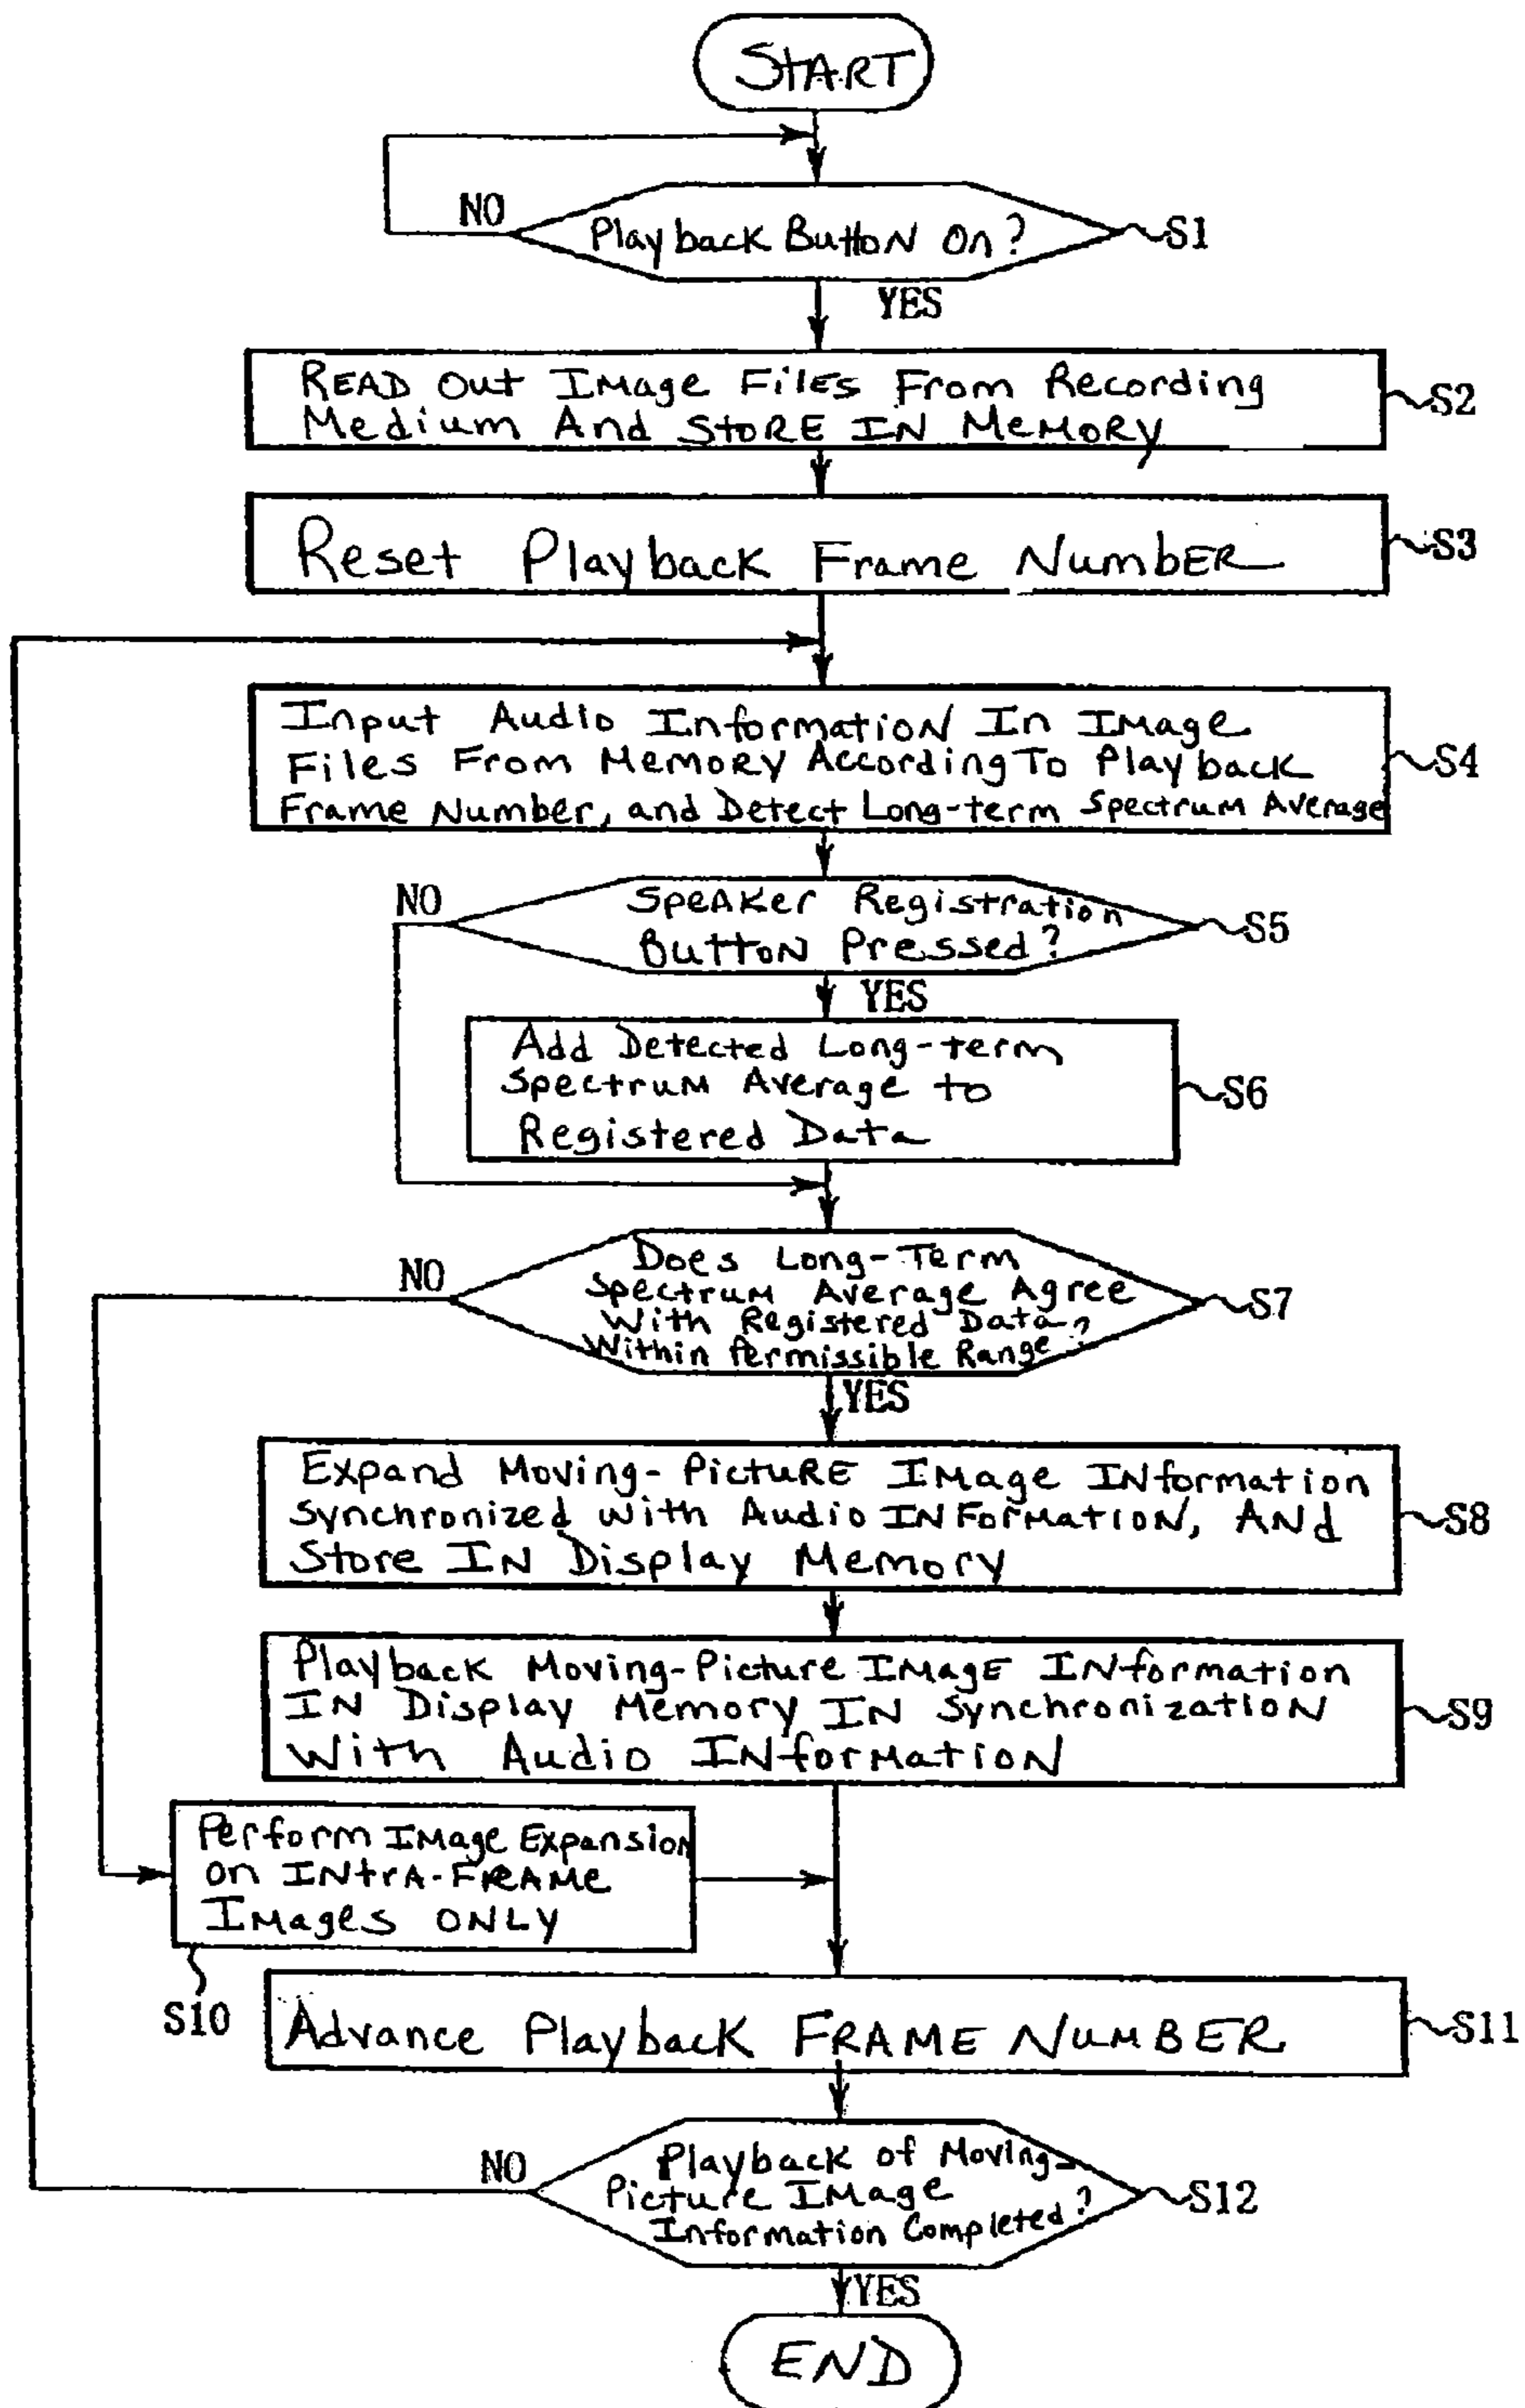 START
NO
Playback Button On?
S1
YES
Read Out Image Files From Recording
Medium And Store In Memory
S2
Reset Playback Frame Number
S3
Input Audio Information In Image
Files From Memory According To Playback
Frame Number, and Detect Long-term Spectrum Average
S4
NO
Speaker Registration
Button Pressed?
S5
YES
Add Detected Long-term
Spectrum Average to
Registered Data
S6
NO
Does Long-Term
Spectrum Average Agree
With Registered Data
Within Permissible Range?
S7
YES
Expand Moving-Picture Image Information
Synchronized with Audio Information, And
Store In Display Memory
S8
Playback Moving-Picture Image Information
In Display Memory In Synchronization
With Audio Information
S9
Perform Image Expansion
on Intra-Frame
Images ONLY
S10
Advance Playback FRAME NUMBER
S11
NO
Playback of Moving-
Picture Image
Information Completed?
S12
YES
END